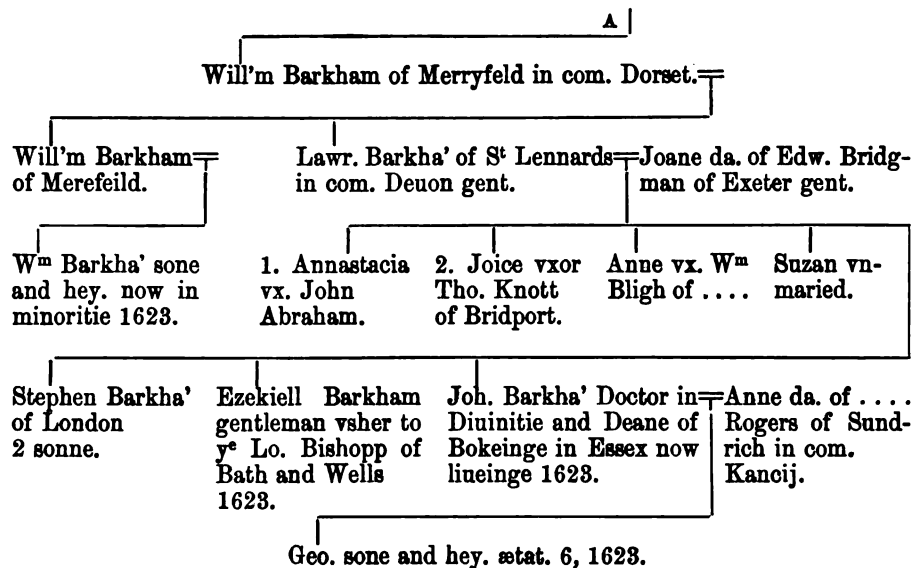 A
Will'm Barkham of Merryfeld in com. Dorset.
Will'm Barkham
of Merefeild.
Lawr. Barkha' of St Lennards
in com. Deuon gent.
Joane da. of Edw. Bridg-
man of Exeter gent.
Wm Barkha' sone
and hey. now in
minoritie 1623.
1. Annastacia
vx. John
Abraham.
2. Joice vxor
Tho. Knott
of Bridport.
Anne vx. Wm
Bligh of ....
Suzan vn-
maried.
Stephen Barkha'
of London
2 sonne.
Ezekiell Barkham
gentleman vsher to
ye Lo. Bishopp of
Bath and Wells
1623.
Joh. Barkha' Doctor in
Diuinitie and Deane of
Bokeinge in Essex now
liueinge 1623.
Anne da. of ....
Rogers of Sund-
rich in com.
Kancij.
Geo. sone and hey. ætat. 6, 1623.